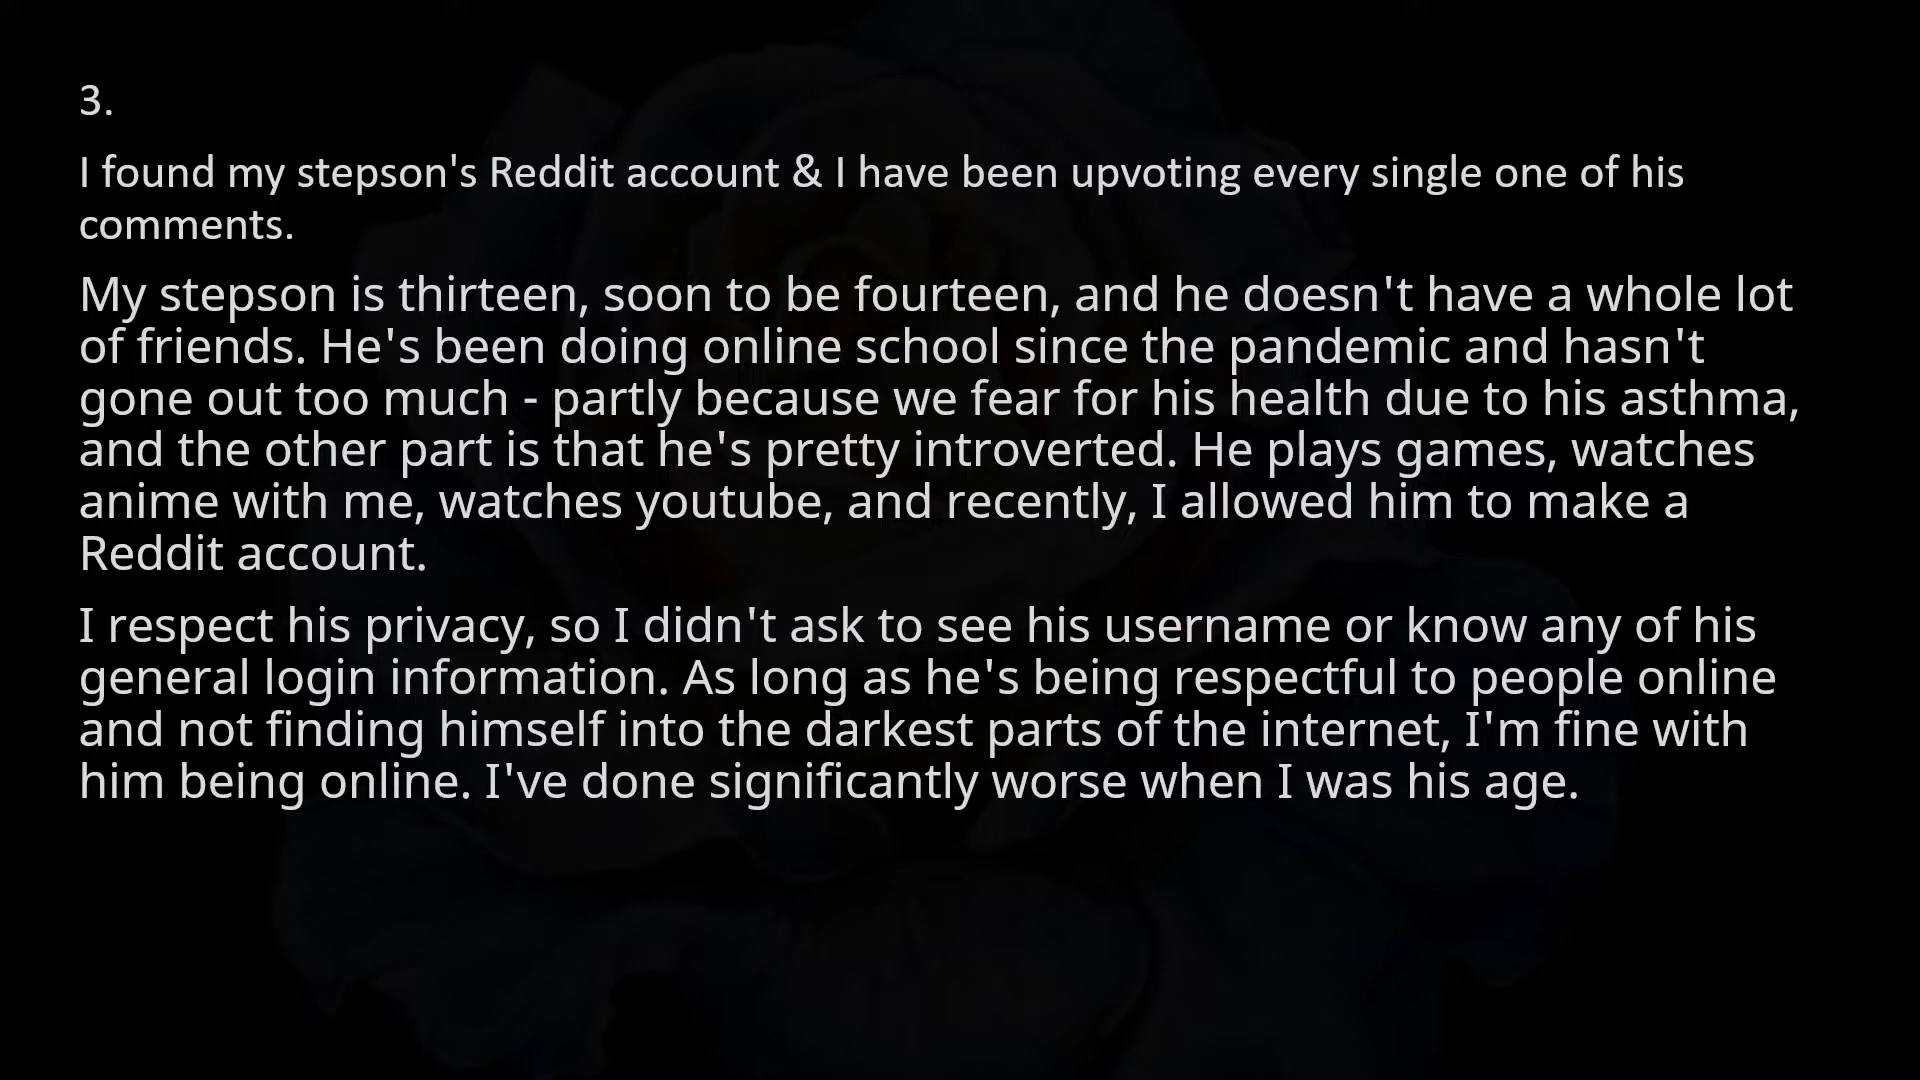 3.
I found my stepson's Reddit account & I have been upvoting every single one of his
comments.
My stepson is thirteen, soon to be fourteen, and he doesn't have a whole lot
of friends. He's been doing online school since the pandemic and hasn't
gone out too much - partly because we fear for his health due to his asthma,
and the other part is that he's pretty introverted. He plays games, watches
anime with me, watches youtube, and recently, I allowed him to make a
Reddit account.
I respect his privacy, so I didn't ask to see his username or know any of his
general login information. As long as he's being respectful to people online
and not finding himself into the darkest parts of the internet, I'm fine with
him being online. I've done significantly worse when I was his age.